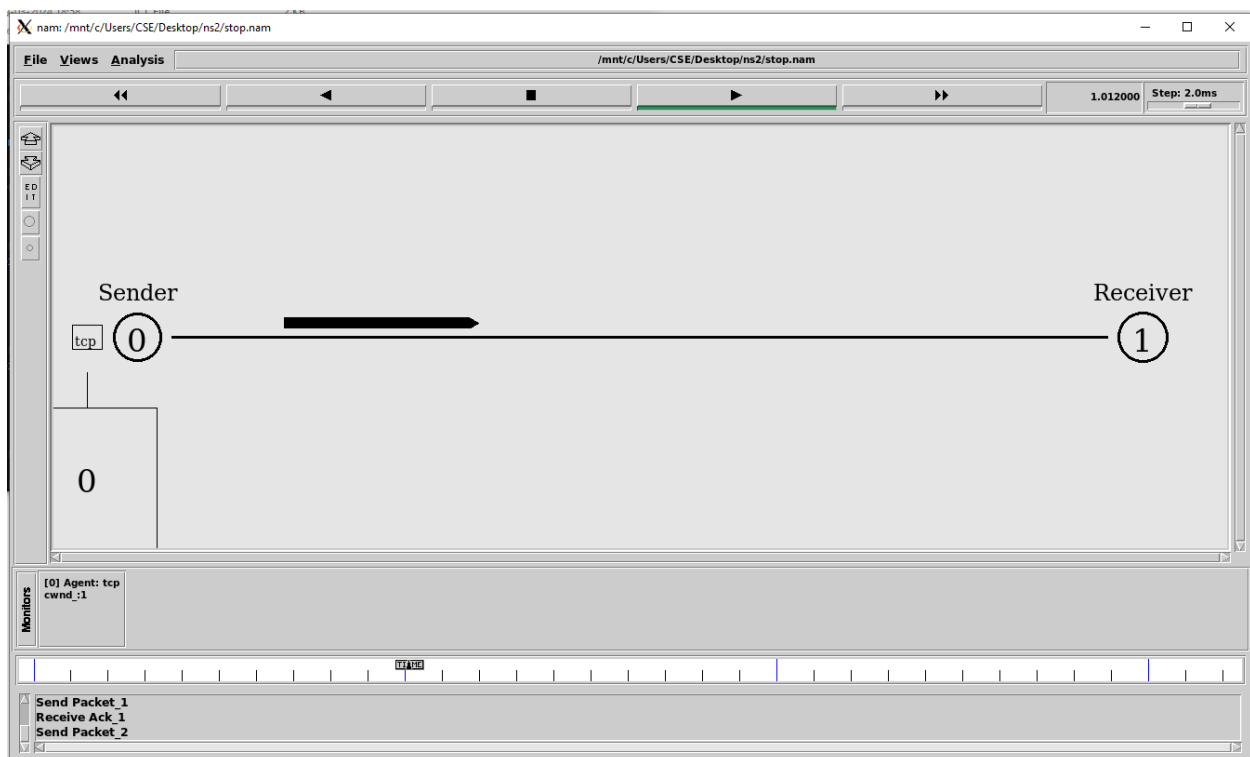 nam: /mnt/c/Users/CSE/Desktop/ns2/stop.nam
File Views Analysis /mnt/c/Users/CSE/Desktop/ns2/stop.nam
1.012000 Step: 2.0ms
ED
IT
Sender Receiver
tcp 0 1
0
Monitors
[0] Agent: tcp
cwnd_:1
TIME
Send Packet_1
Receive Ack_1
Send Packet_2